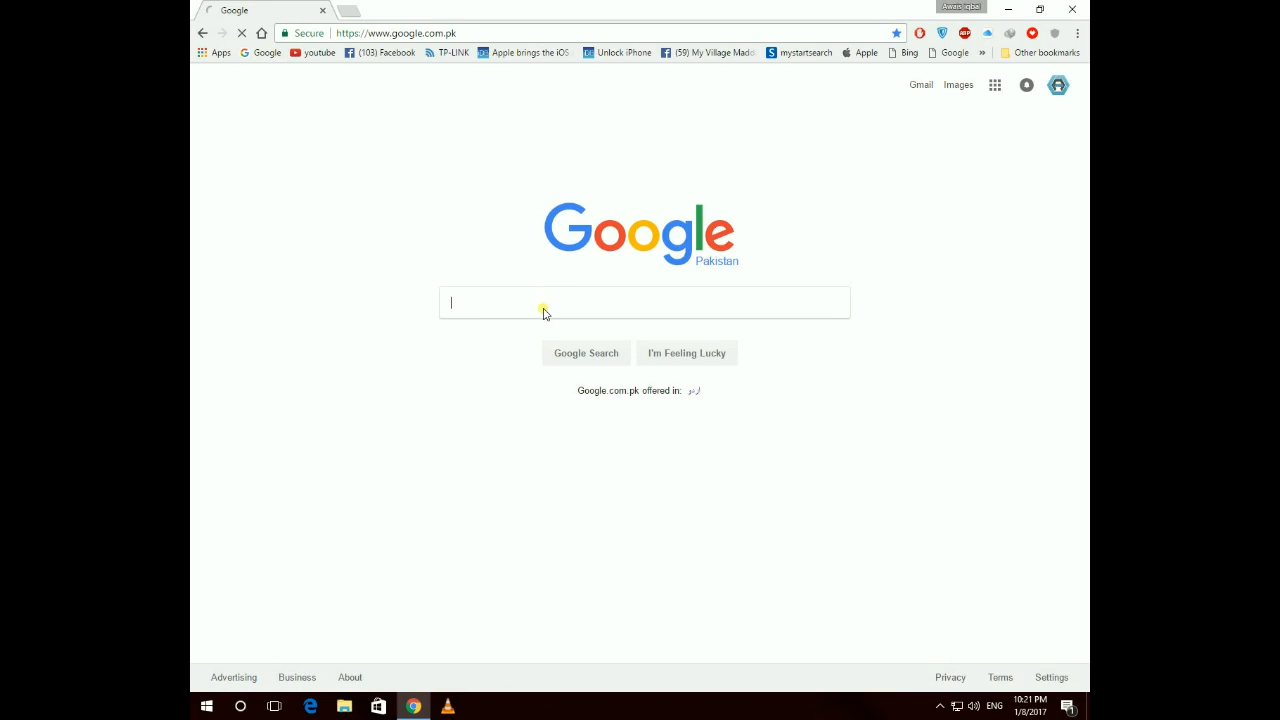 Google
Awais iqbal
Secure https://www.google.com.pk
Apps Google youtube (103) Facebook TP-LINK Apple brings the iOS Unlock iPhone (59) My Village Madd mystartsearch Apple Bing Google » Other bookmarks
Gmail Images
Google
Pakistan
Google Search I'm Feeling Lucky
Google.com.pk offered in: اردو
Advertising Business About Privacy Terms Settings
ENG 10:21 PM
1/8/2017 1